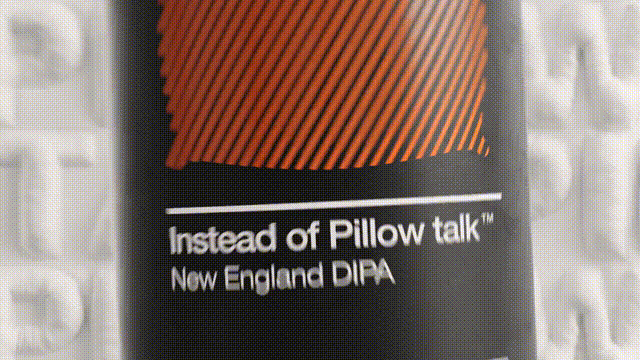 Instead of Pillow talk™
New England DIPA